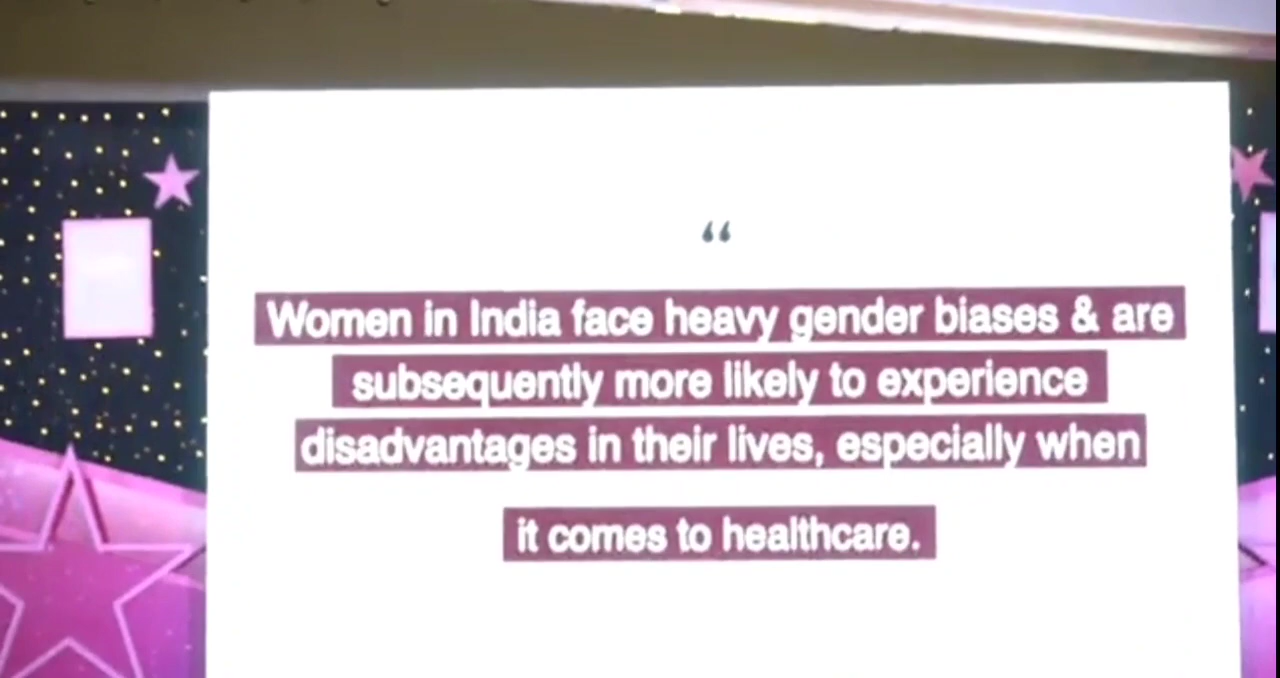 “
Women in India face heavy gender biases & are
subsequently more likely to experience
disadvantages in their lives, especially when
it comes to healthcare.